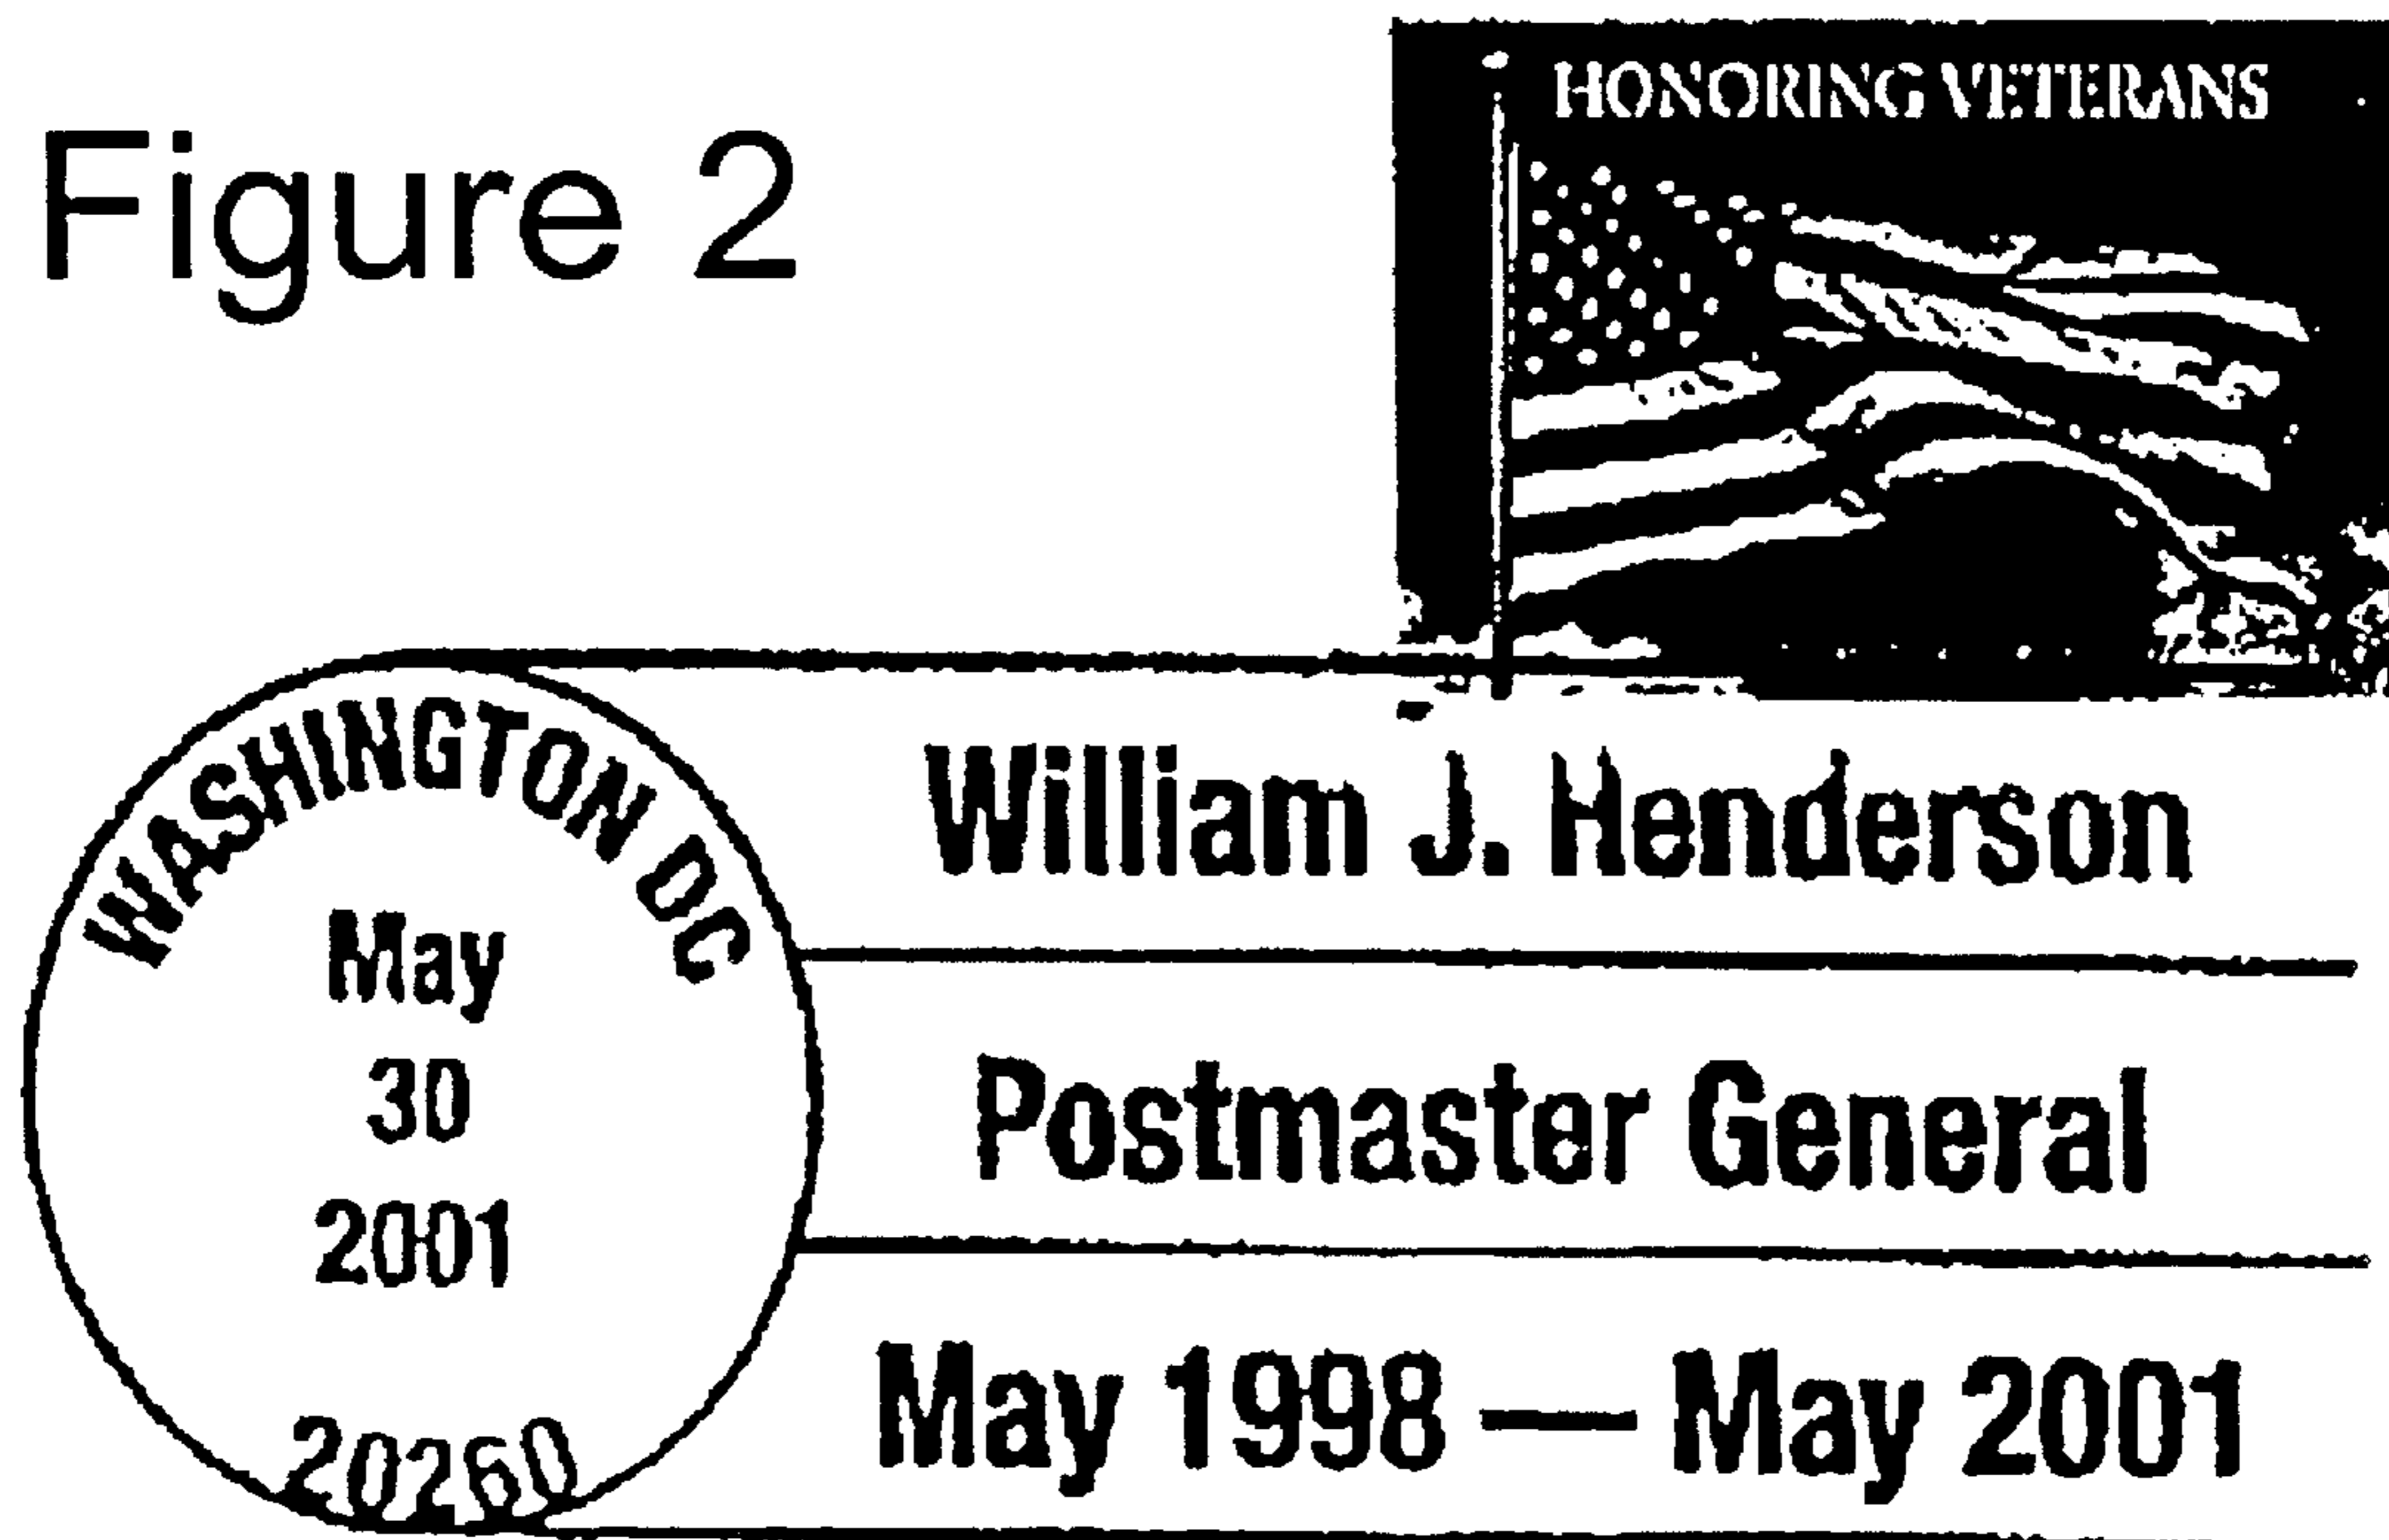 HONORING VETERANS
Figure 2
WASHINGTON DC
May
30
2001
20260
William J. Henderson
Postmaster General
May 1998 — May 2001